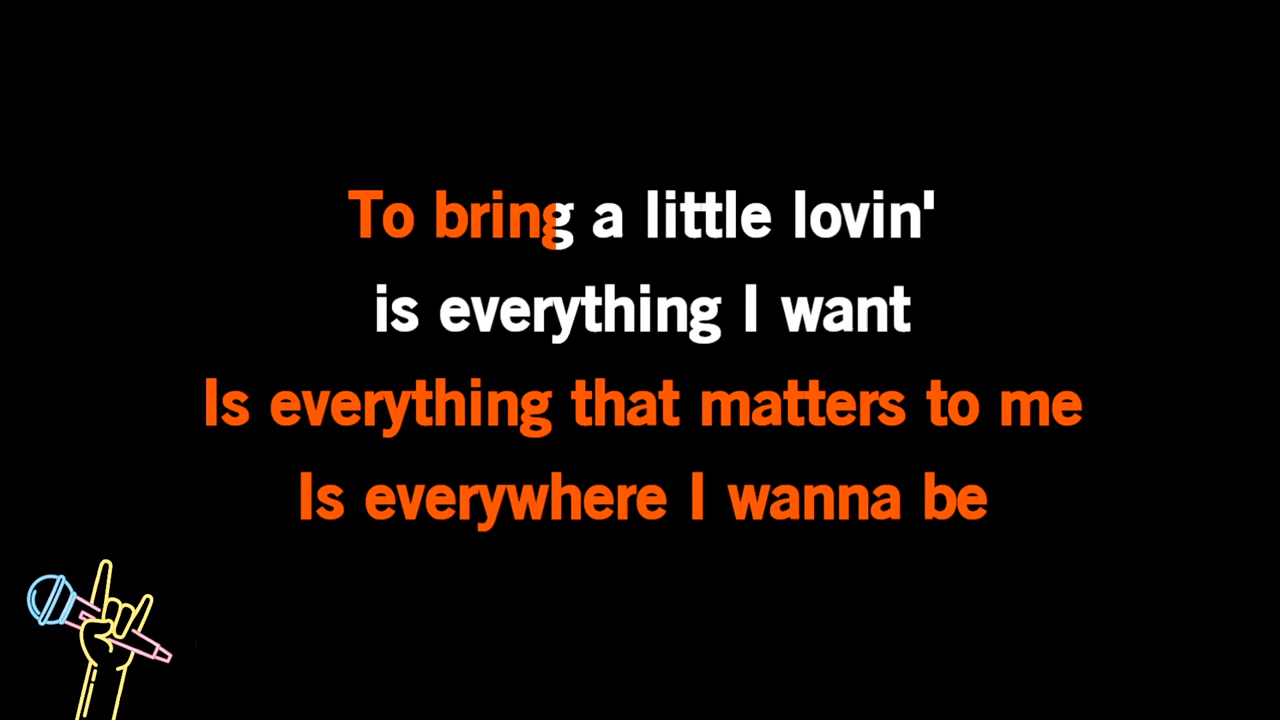 To bring a little lovin'
is everything I want
Is everything that matters to me
Is everywhere I wanna be